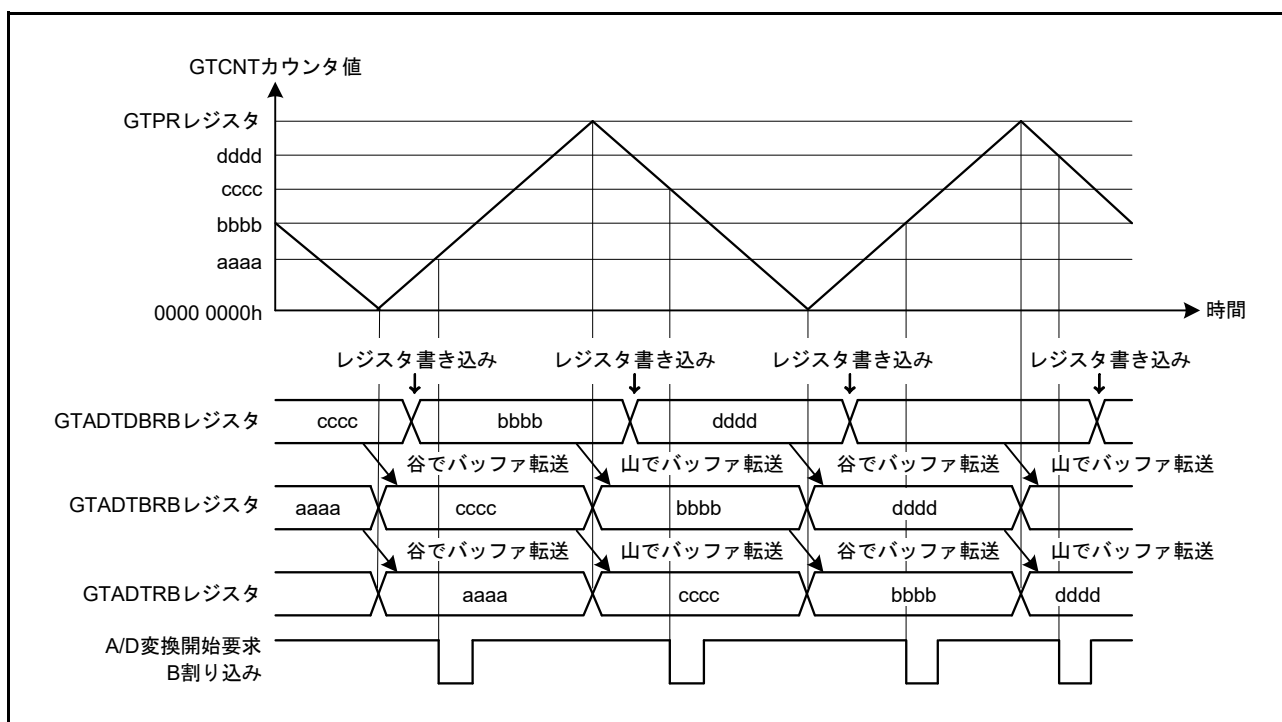 GTCNTカウンタ値
GTPRレジスタ
dddd
cccc
bbbb
aaaa
0000 0000h
時間
レジスタ書き込み レジスタ書き込み レジスタ書き込み レジスタ書き込み
GTADTDBRBレジスタ cccc bbbb dddd
谷でバッファ転送 山でバッファ転送 谷でバッファ転送 山でバッファ転送
GTADTBRBレジスタ aaaa cccc bbbb dddd
谷でバッファ転送 山でバッファ転送 谷でバッファ転送 山でバッファ転送
GTADTRBレジスタ aaaa cccc bbbb dddd
A/D変換開始要求
B割り込み